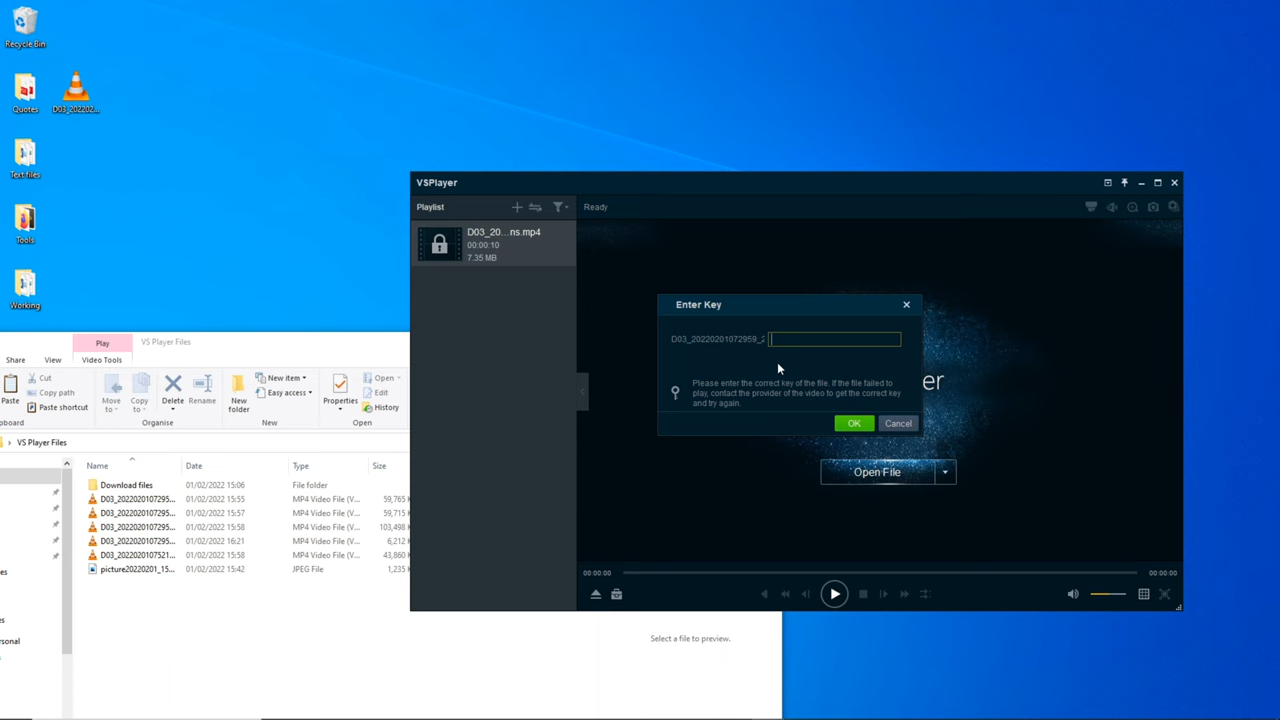 Recycle Bin
Quotes
D03_202202...
Text files
Tools
Working
VSPlayer
Playlist
Ready
D03_20...ns.mp4
00:00:10
7.35 MB
Enter Key
D03_20220201072959_2
Please enter the correct key of the file. If the file failed to
play, contact the provider of the video to get the correct key
and try again.
OK
Cancel
er
Open File
00:00:00
00:00:00
Play
VS Player Files
Share
View
Video Tools
Paste
Cut
Copy path
Paste shortcut
Move
to
Copy
to
Delete
Rename
New
folder
New item
Easy access
Properties
Open
Edit
History
pboard
Organise
New
Open
VS Player Files
Name
Date
Type
Size
Download files
01/02/2022 15:06
File folder
D03_2022020107295...
01/02/2022 15:55
MP4 Video File (V...
59,765 K
D03_2022020107295...
01/02/2022 15:57
MP4 Video File (V...
59,715 K
D03_2022020107295...
01/02/2022 15:58
MP4 Video File (V...
103,498 K
D03_2022020107295...
01/02/2022 16:21
MP4 Video File (V...
6,212 K
D03_2022020107521...
01/02/2022 15:58
MP4 Video File (V...
43,860 K
picture20220201_15...
01/02/2022 15:42
JPEG File
1,235 K
es
s
ersonal
Select a file to preview.